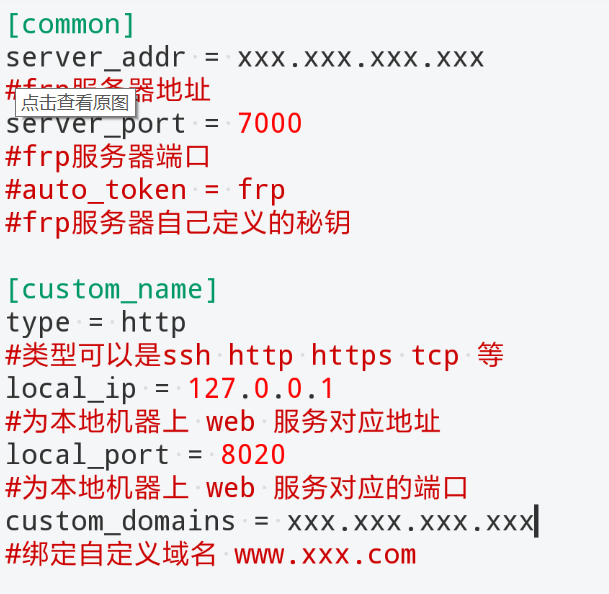 [common]
server_addr = xxx.xxx.xxx.xxx
#frp服务器地址
点击查看原图
server_port = 7000
#frp服务器端口
#auto_token = frp
#frp服务器自己定义的秘钥
[custom_name]
type = http
#类型可以是ssh http https tcp 等
local_ip = 127.0.0.1
#为本地机器上 web 服务对应地址
local_port = 8020
#为本地机器上 web 服务对应的端口
custom_domains = xxx.xxx.xxx.xxx
#绑定自定义域名 www.xxx.com